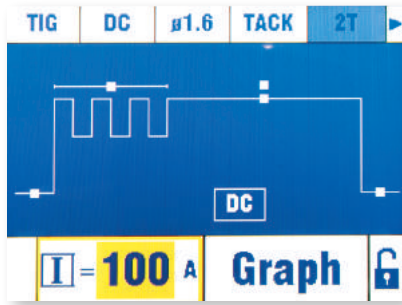 TIG DC ø1.6 TACK 2T
DC
I = 100 A Graph